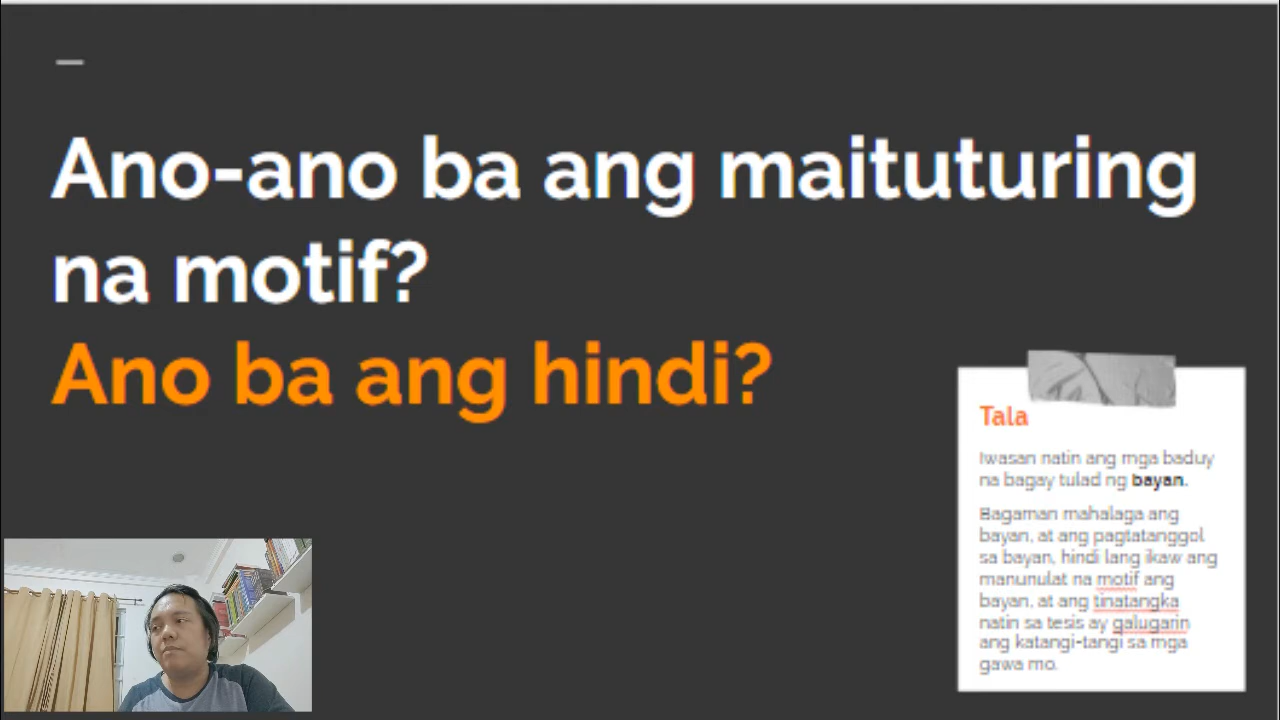 Ano-ano ba ang maituturing
na motif?
Ano ba ang hindi?
Tala
Iwasan natin ang mga baduy
na bagay tulad ng bayan.
Bagaman mahalaga ang
bayan, at ang pagtatanggol
sa bayan, hindi lang ikaw ang
manunulat na motif ang
bayan, at ang tinatangka
natin sa tesis ay galugarin
ang katangi-tangi sa mga
gawa mo.